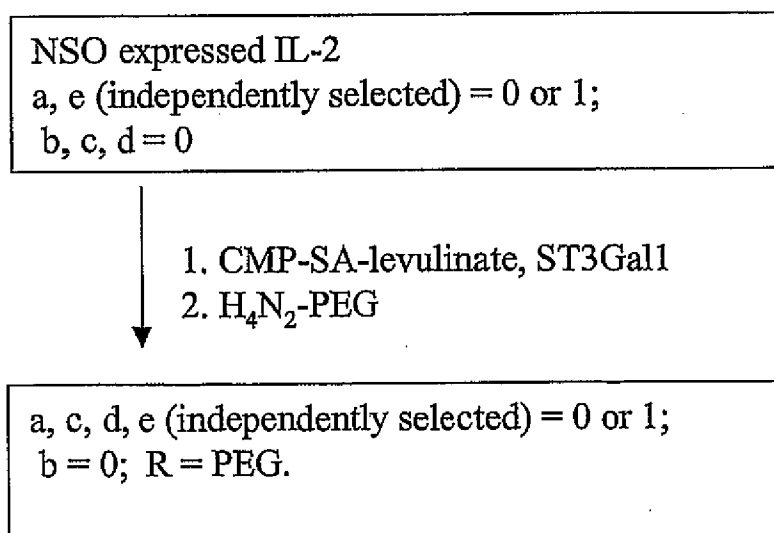 NSO expressed IL-2
a, e (independently selected) = 0 or 1;
b, c, d = 0
1. CMP-SA-levulinate, ST3Gal1
2. H₄N₂-PEG
a, c, d, e (independently selected) = 0 or 1;
b = 0; R = PEG.